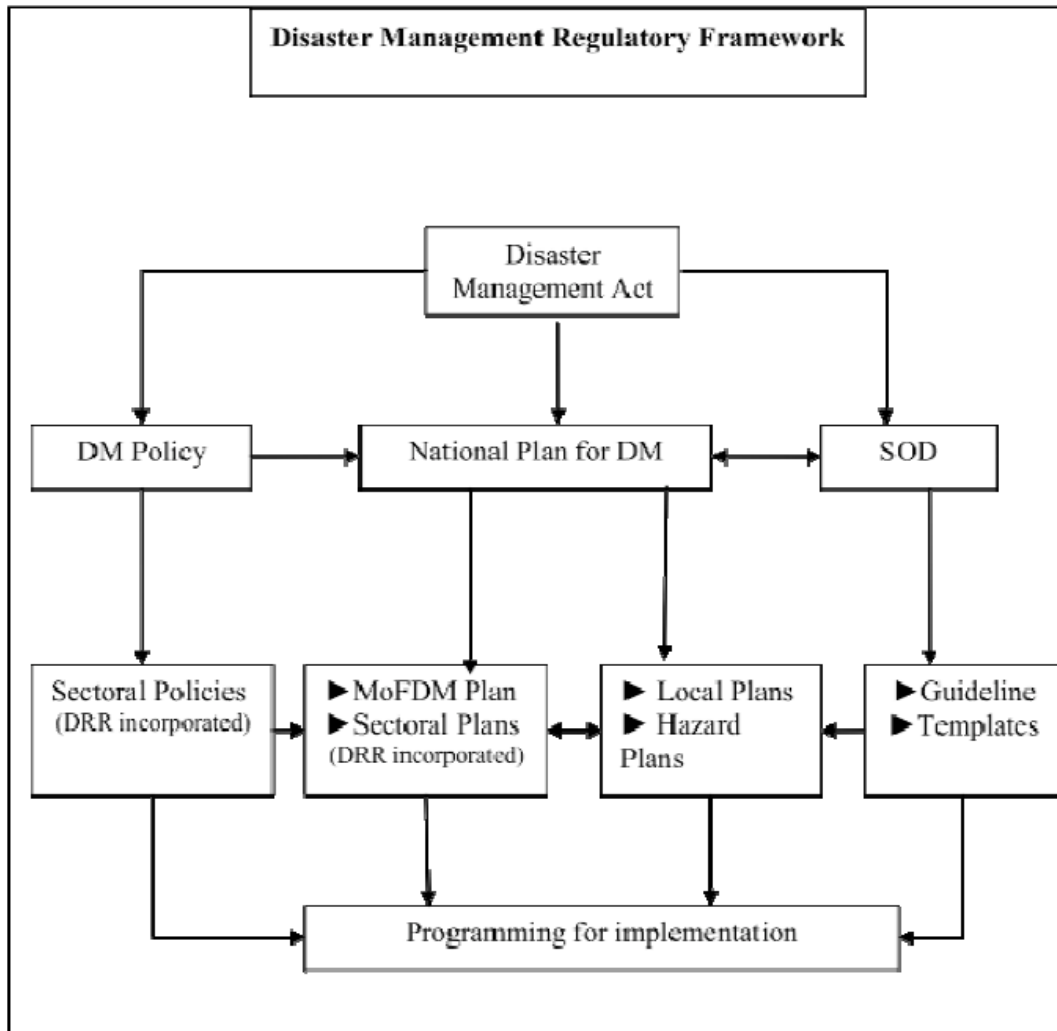 Disaster Management Regulatory Framework
Disaster
Management Act
DM Policy
National Plan for DM
SOD
Sectoral Policies
(DRR incorporated)
►MoFDM Plan
►Sectoral Plans
(DRR incorporated)
► Local Plans
► Hazard
Plans
►Guideline
►Templates
Programming for implementation